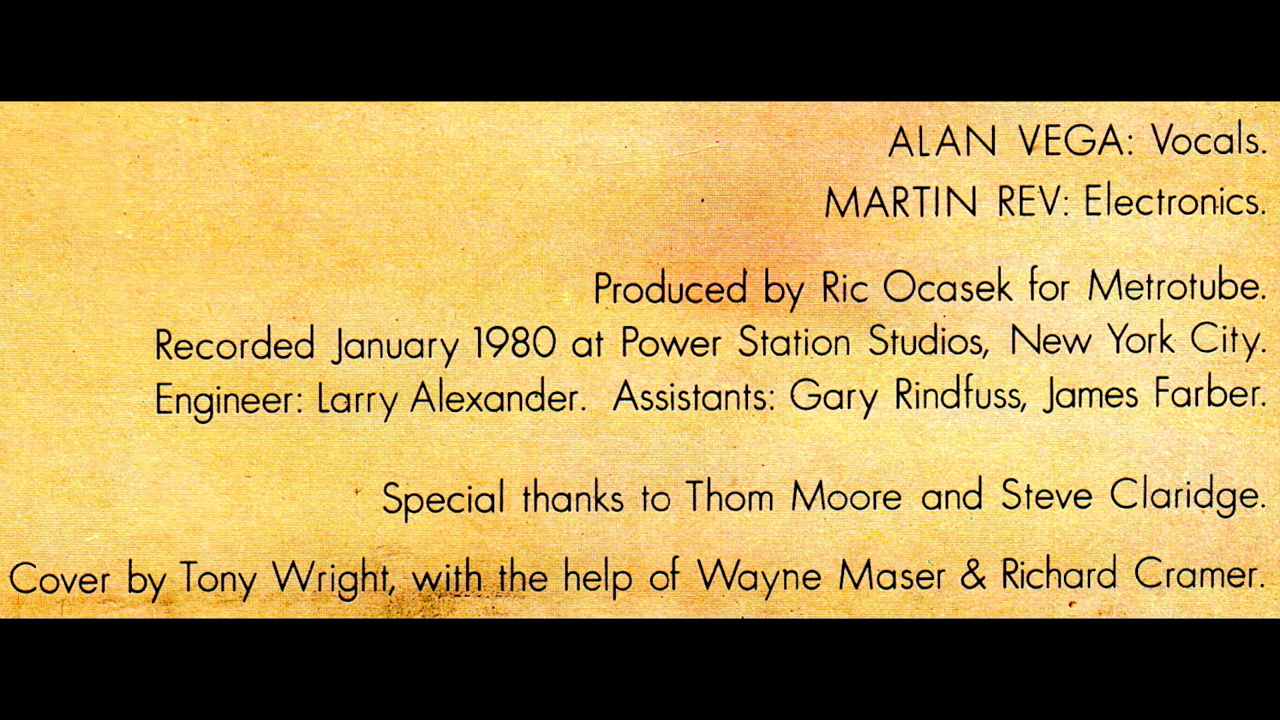 ALAN VEGA: Vocals.
MARTIN REV: Electronics.
Produced by Ric Ocasek for Metrotube.
Recorded January 1980 at Power Station Studios, New York City.
Engineer: Larry Alexander. Assistants: Gary Rindfuss, James Farber.
Special thanks to Thom Moore and Steve Claridge.
Cover by Tony Wright, with the help of Wayne Maser & Richard Cramer.